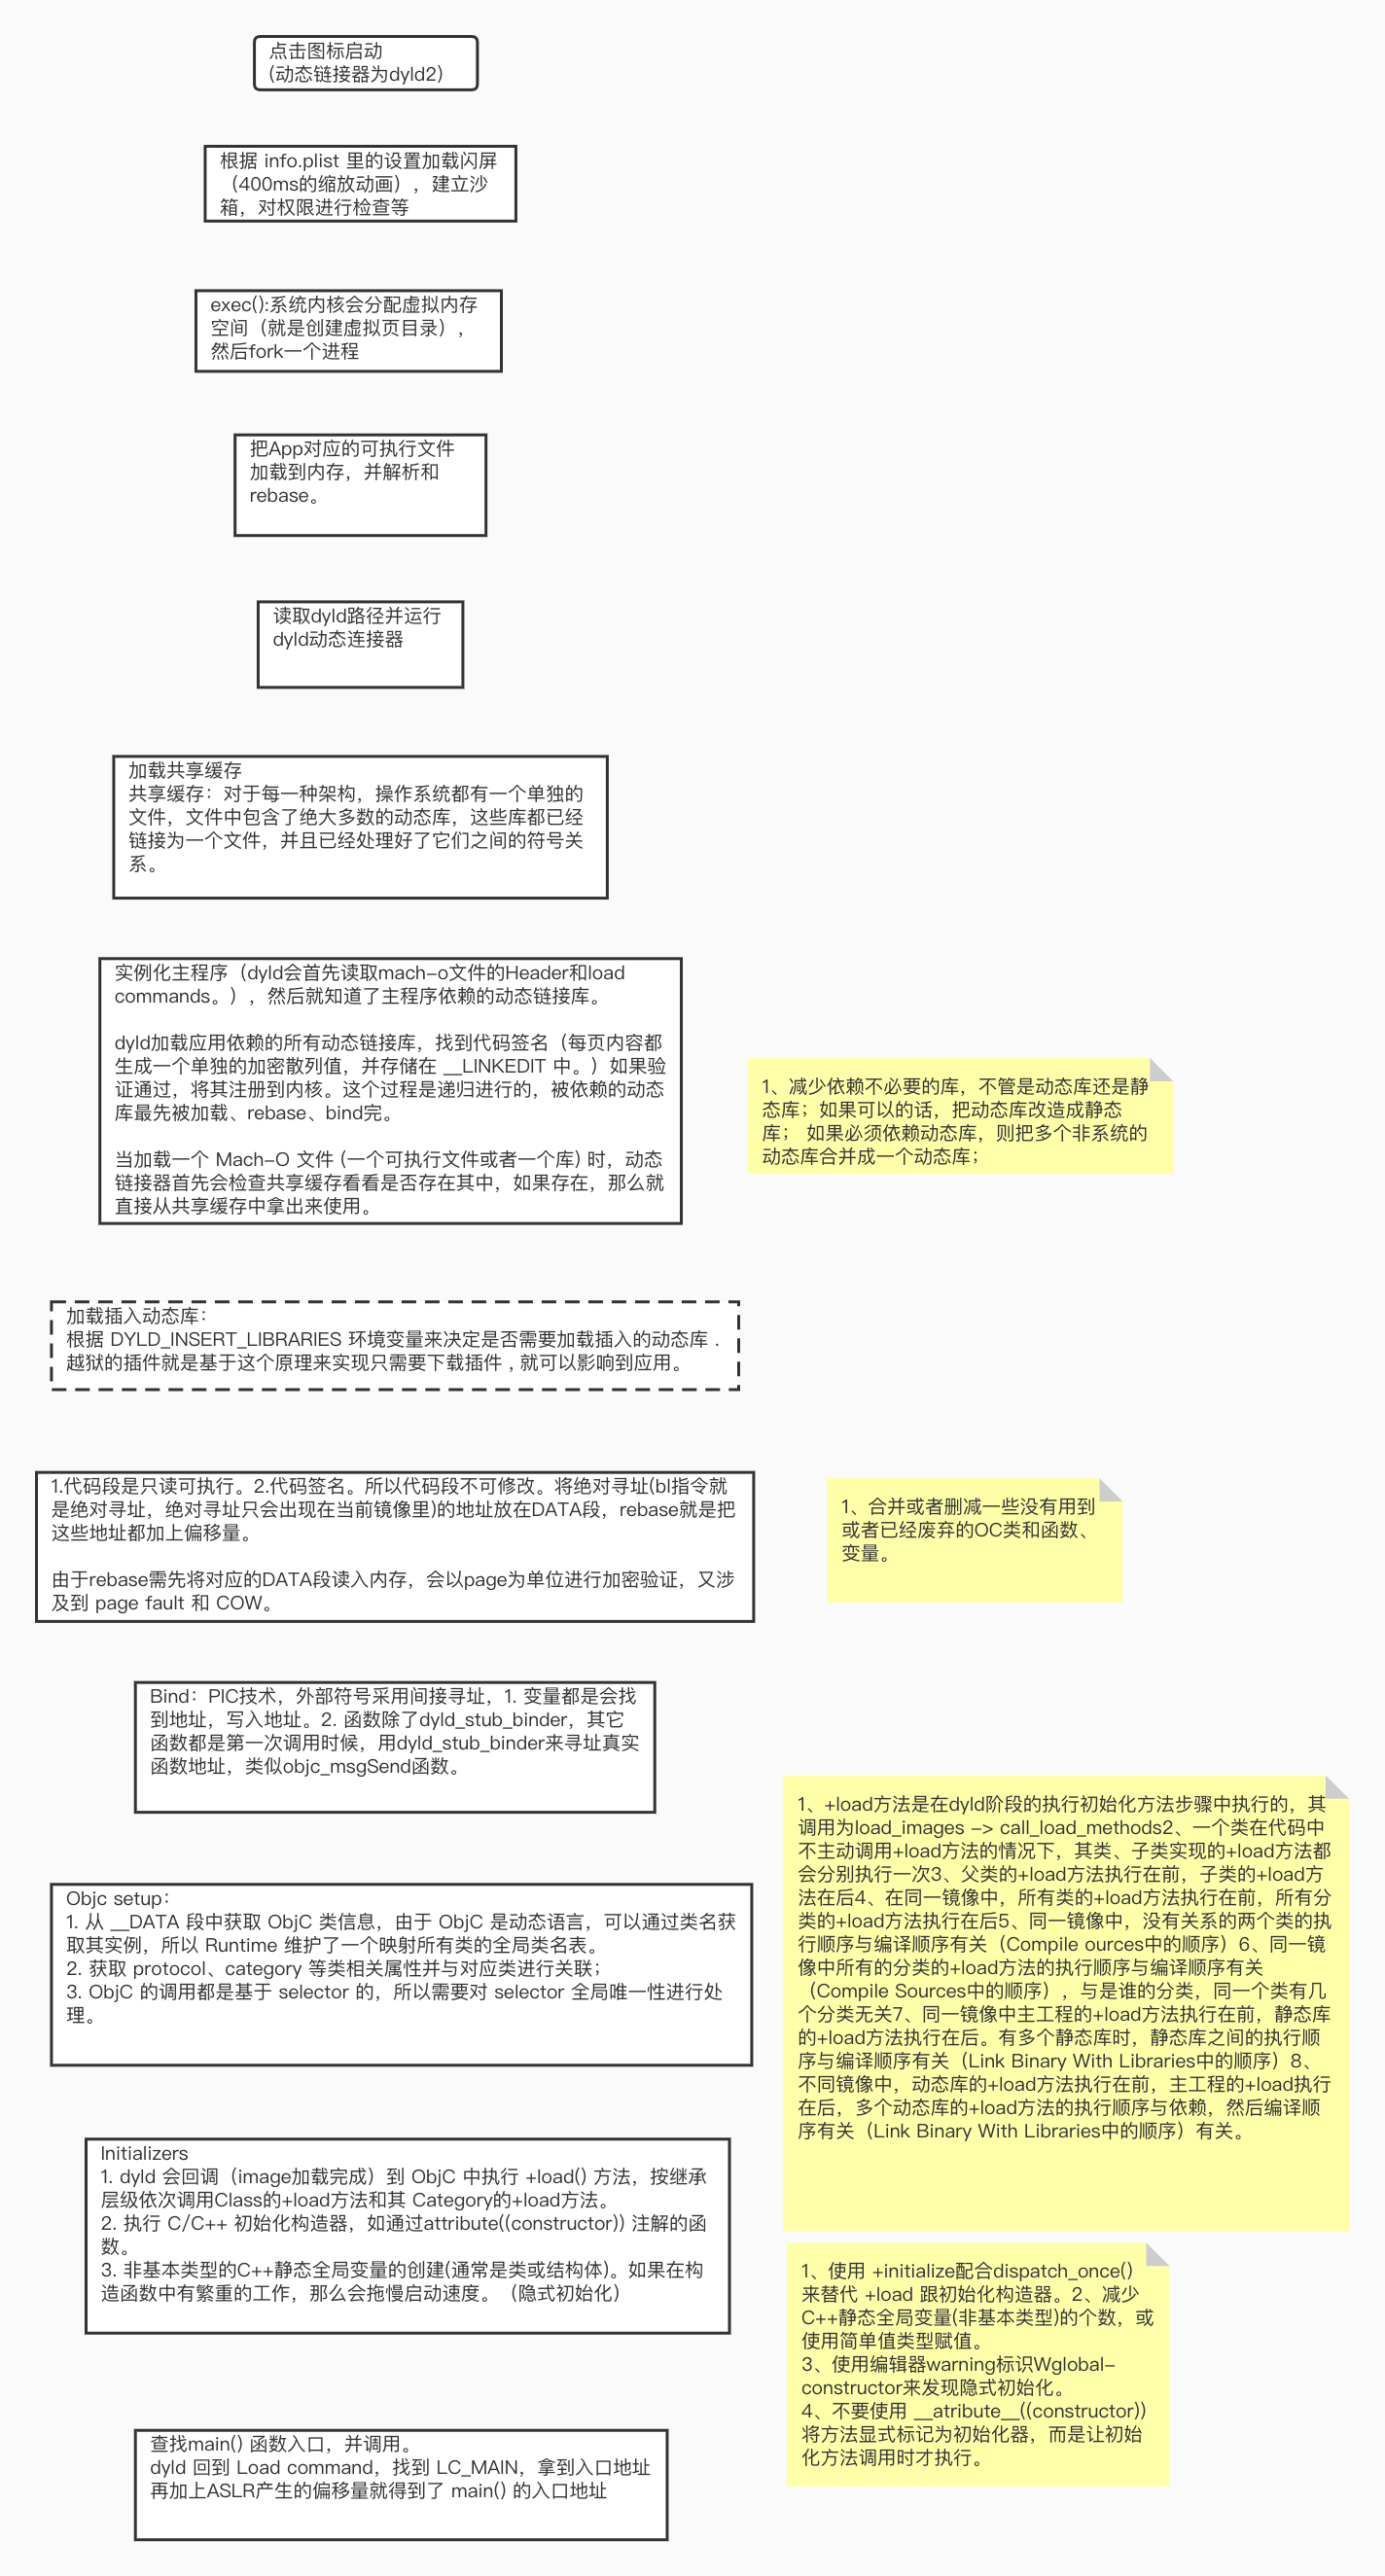 点击图标启动
(动态链接器为dyld2)
根据 info.plist 里的设置加载闪屏
（400ms的缩放动画），建立沙
箱，对权限进行检查等
exec():系统内核会分配虚拟内存
空间（就是创建虚拟页目录），
然后fork一个进程
把App对应的可执行文件
加载到内存，并解析和
rebase。
读取dyld路径并运行
dyld动态连接器
加载共享缓存
共享缓存：对于每一种架构，操作系统都有一个单独的
文件，文件中包含了绝大多数的动态库，这些库都已经
链接为一个文件，并且已经处理好了它们之间的符号关
系。
实例化主程序（dyld会首先读取mach-o文件的Header和load
commands。），然后就知道了主程序依赖的动态链接库。
dyld加载应用依赖的所有动态链接库，找到代码签名（每页内容都
生成一个单独的加密散列值，并存储在 __LINKEDIT 中。）如果验
证通过，将其注册到内核。这个过程是递归进行的，被依赖的动态
库最先被加载、rebase、bind完。
当加载一个 Mach-O 文件 (一个可执行文件或者一个库) 时，动态
链接器首先会检查共享缓存看看是否存在其中，如果存在，那么就
直接从共享缓存中拿出来使用。
1、减少依赖不必要的库，不管是动态库还是静
态库；如果可以的话，把动态库改造成静态
库； 如果必须依赖动态库，则把多个非系统的
动态库合并成一个动态库；
加载插入动态库：
根据 DYLD_INSERT_LIBRARIES 环境变量来决定是否需要加载插入的动态库 .
越狱的插件就是基于这个原理来实现只需要下载插件 , 就可以影响到应用。
1.代码段是只读可执行。2.代码签名。所以代码段不可修改。将绝对寻址(bl指令就
是绝对寻址，绝对寻址只会出现在当前镜像里)的地址放在DATA段，rebase就是把
这些地址都加上偏移量。
由于rebase需先将对应的DATA段读入内存，会以page为单位进行加密验证，又涉
及到 page fault 和 COW。
1、合并或者删减一些没有用到
或者已经废弃的OC类和函数、
变量。
Bind：PIC技术，外部符号采用间接寻址，1. 变量都是会找
到地址，写入地址。2. 函数除了dyld_stub_binder，其它
函数都是第一次调用时候，用dyld_stub_binder来寻址真实
函数地址，类似objc_msgSend函数。
1、+load方法是在dyld阶段的执行初始化方法步骤中执行的，其
调用为load_images -> call_load_methods2、一个类在代码中
不主动调用+load方法的情况下，其类、子类实现的+load方法都
会分别执行一次3、父类的+load方法执行在前，子类的+load方
法在后4、在同一镜像中，所有类的+load方法执行在前，所有分
类的+load方法执行在后5、同一镜像中，没有关系的两个类的执
行顺序与编译顺序有关（Compile ources中的顺序）6、同一镜
像中所有的分类的+load方法的执行顺序与编译顺序有关
（Compile Sources中的顺序），与是谁的分类，同一个类有几
个分类无关7、同一镜像中主工程的+load方法执行在前，静态库
的+load方法执行在后。有多个静态库时，静态库之间的执行顺
序与编译顺序有关（Link Binary With Libraries中的顺序）8、
不同镜像中，动态库的+load方法执行在前，主工程的+load执行
在后，多个动态库的+load方法的执行顺序与依赖，然后编译顺
序有关（Link Binary With Libraries中的顺序）有关。
Objc setup：
1. 从 __DATA 段中获取 ObjC 类信息，由于 ObjC 是动态语言，可以通过类名获
取其实例，所以 Runtime 维护了一个映射所有类的全局类名表。
2. 获取 protocol、category 等类相关属性并与对应类进行关联；
3. ObjC 的调用都是基于 selector 的，所以需要对 selector 全局唯一性进行处
理。
Initializers
1. dyld 会回调（image加载完成）到 ObjC 中执行 +load() 方法，按继承
层级依次调用Class的+load方法和其 Category的+load方法。
2. 执行 C/C++ 初始化构造器，如通过attribute((constructor)) 注解的函
数。
3. 非基本类型的C++静态全局变量的创建(通常是类或结构体)。如果在构
造函数中有繁重的工作，那么会拖慢启动速度。（隐式初始化）
1、使用 +initialize配合dispatch_once()
来替代 +load 跟初始化构造器。2、减少
C++静态全局变量(非基本类型)的个数，或
使用简单值类型赋值。
3、使用编辑器warning标识Wglobal-
constructor来发现隐式初始化。
4、不要使用 __atribute__((constructor))
将方法显式标记为初始化器，而是让初始
化方法调用时才执行。
查找main() 函数入口，并调用。
dyld 回到 Load command，找到 LC_MAIN，拿到入口地址
再加上ASLR产生的偏移量就得到了 main() 的入口地址